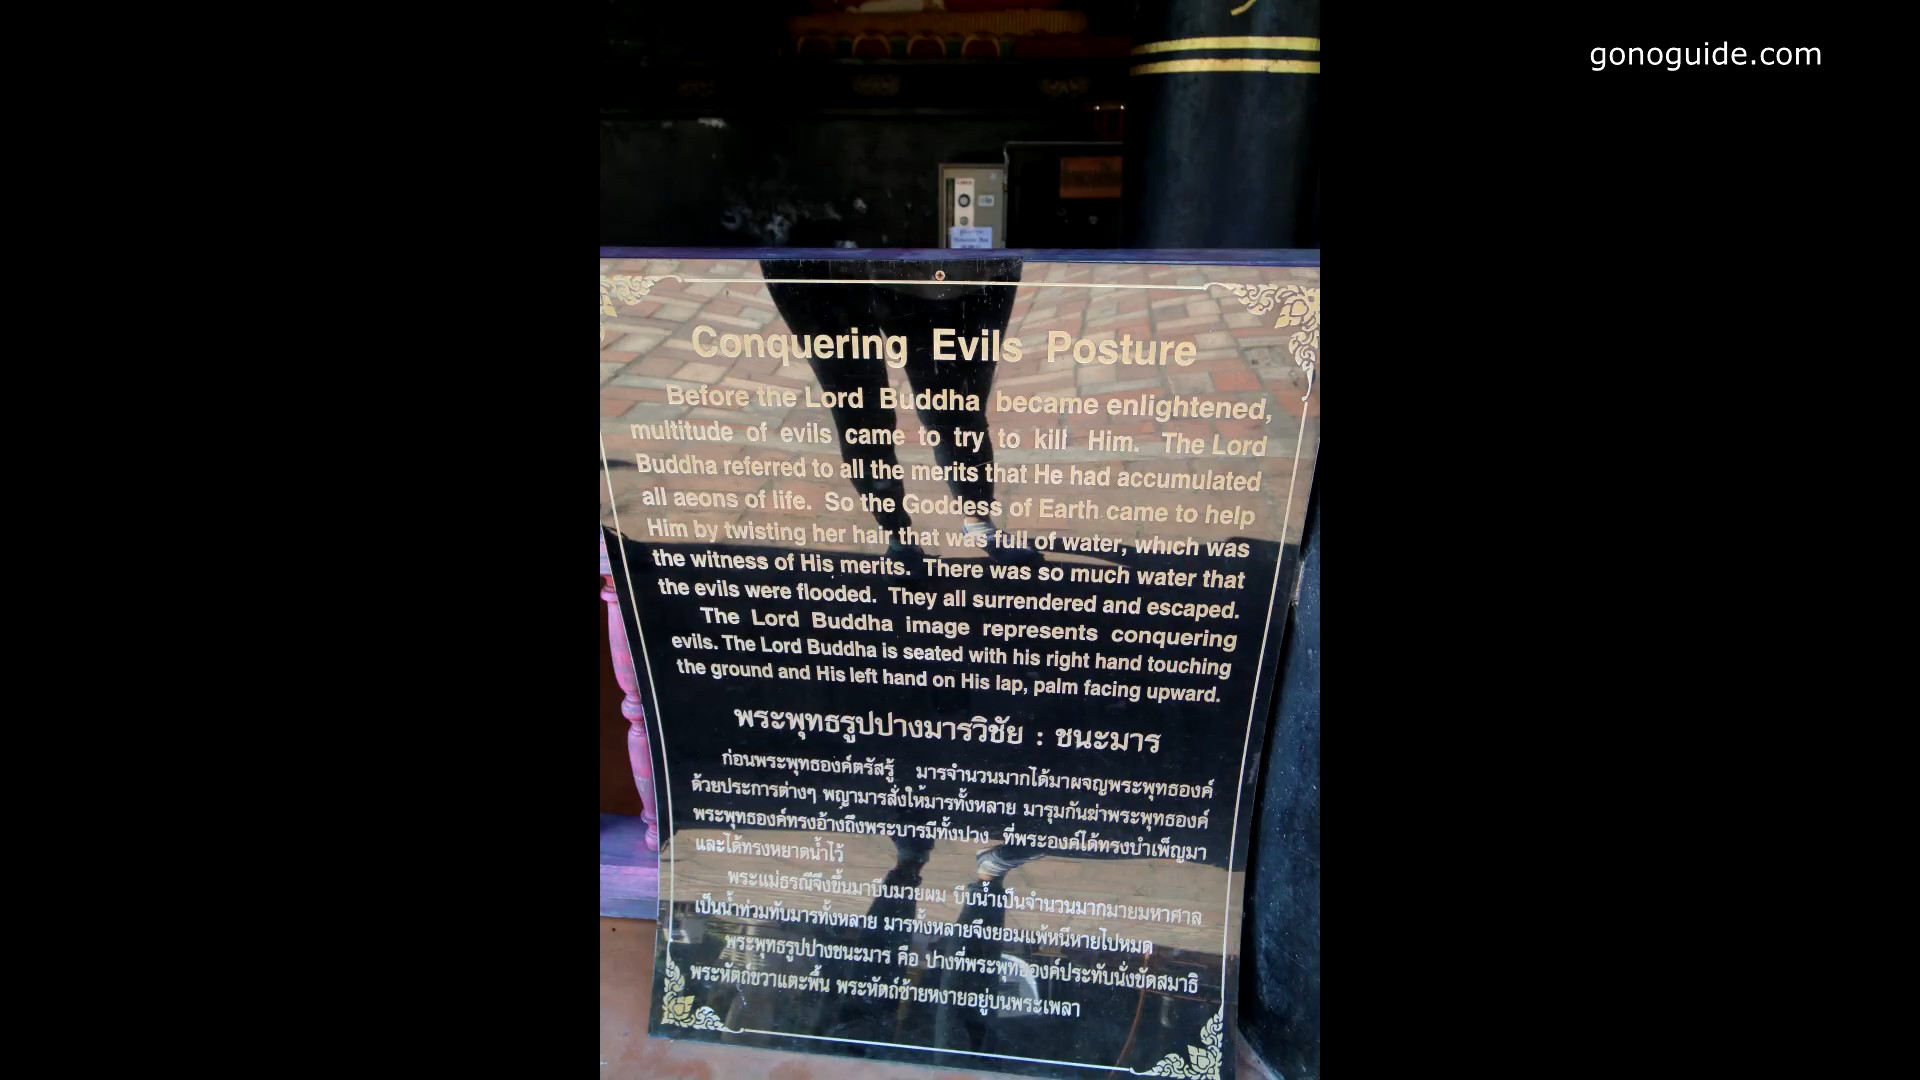 gonoguide.com
Conquering Evils Posture
Before the Lord Buddha became enlightened,
multitude of evils came to try to kill Him. The Lord
Buddha referred to all the merits that He had accumulated
all aeons of life. So the Goddess of Earth came to help
Him by twisting her hair that was full of water, which was
the witness of His merits. There was so much water that
the evils were flooded. They all surrendered and escaped.
The Lord Buddha image represents conquering
evils. The Lord Buddha is seated with his right hand touching
the ground and His left hand on His lap, palm facing upward.
พระพุทธรูปปางมารวิชัย : ชนะมาร
ก่อนพระพุทธองค์ตรัสรู้ มารจำนวนมากได้มาผจญพระพุทธองค์
ด้วยประการต่างๆ พญามารสั่งให้มารทั้งหลาย มารุมกันฆ่าพระพุทธองค์
พระพุทธองค์ทรงอ้างถึงพระบารมีทั้งปวง ที่พระองค์ได้ทรงบำเพ็ญมา
และได้ทรงหยาดน้ำไว้
พระแม่ธรณีจึงขึ้นมาบีบมวยผม บีบน้ำเป็นจำนวนมากมายมหาศาล
เป็นน้ำท่วมทับมารทั้งหลาย มารทั้งหลายจึงยอมแพ้หนีหายไปหมด
พระพุทธรูปปางชนะมาร คือ ปางที่พระพุทธองค์ประทับนั่งขัดสมาธิ
พระหัตถ์ขวาแตะพื้น พระหัตถ์ซ้ายหงายอยู่บนพระเพลา